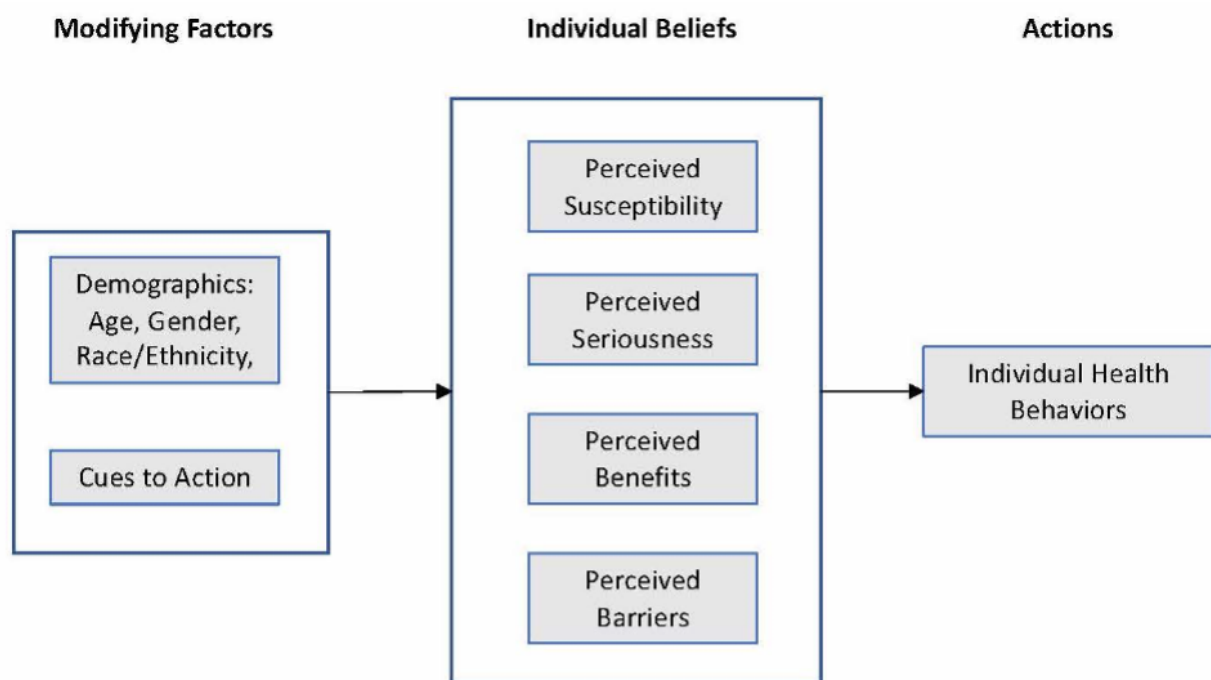 Modifying Factors
Individual Beliefs
Actions
Demographics:
Age, Gender,
Race/Ethnicity,
Cues to Action
Perceived
Susceptibility
Perceived
Seriousness
Perceived
Benefits
Perceived
Barriers
Individual Health
Behaviors